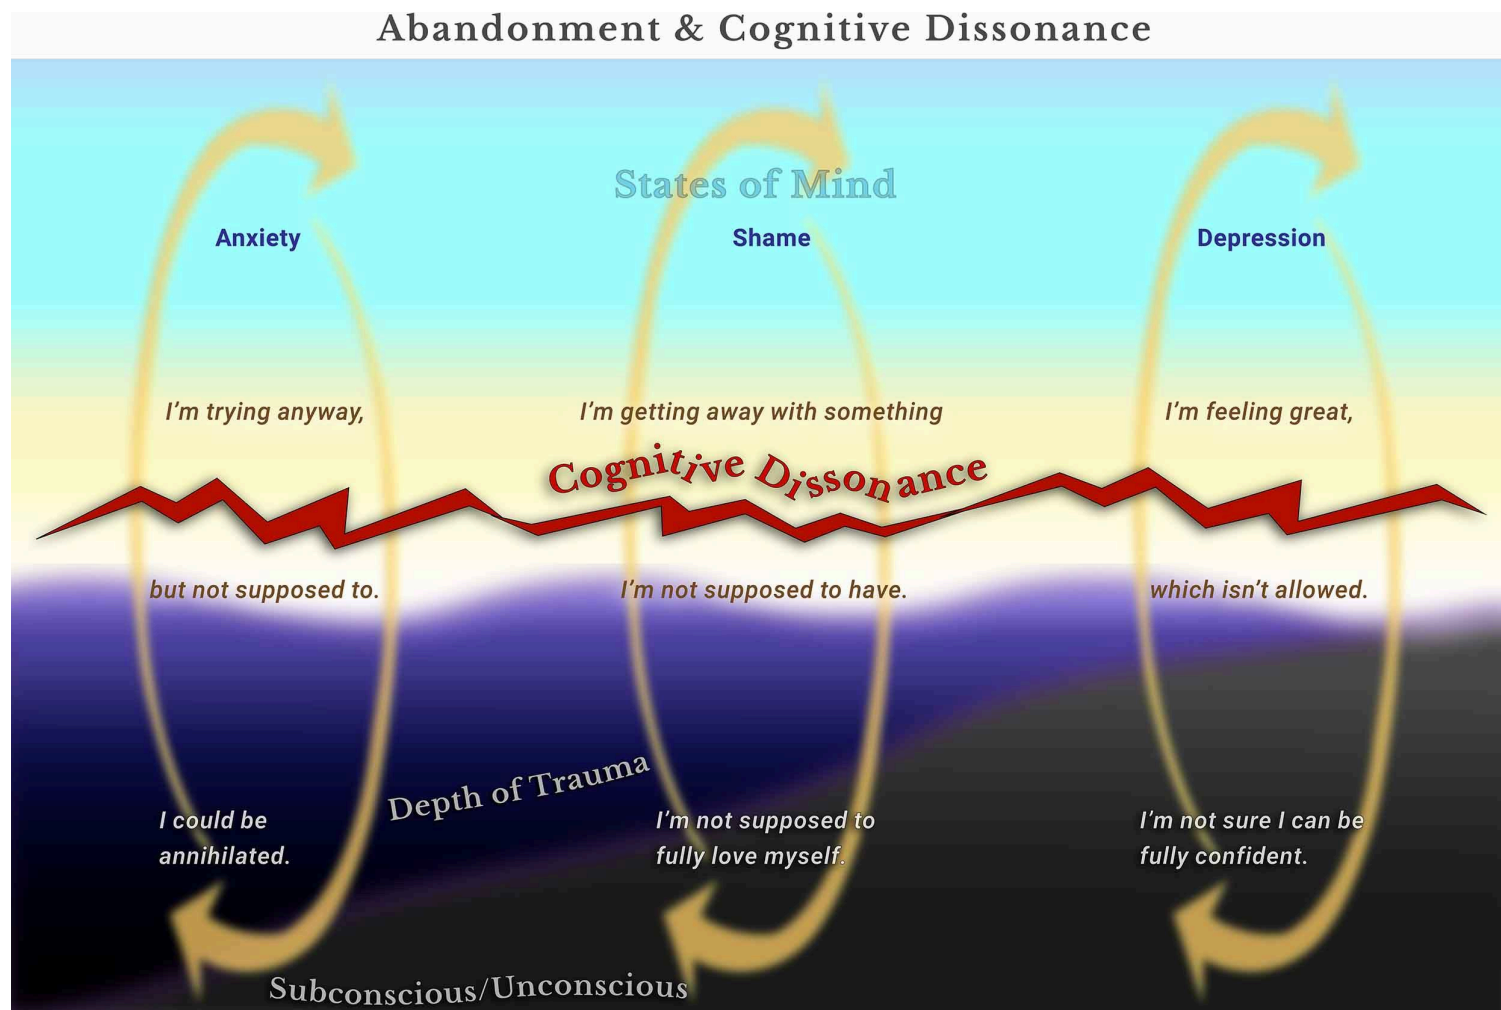 Abandonment & Cognitive Dissonance
States of Mind
Anxiety
Shame
Depression
I’m trying anyway,
I’m getting away with something
I’m feeling great,
Cognitive Dissonance
but not supposed to.
I’m not supposed to have.
which isn’t allowed.
Depth of Trauma
I could be
annihilated.
I’m not supposed to
fully love myself.
I’m not sure I can be
fully confident.
Subconscious/Unconscious